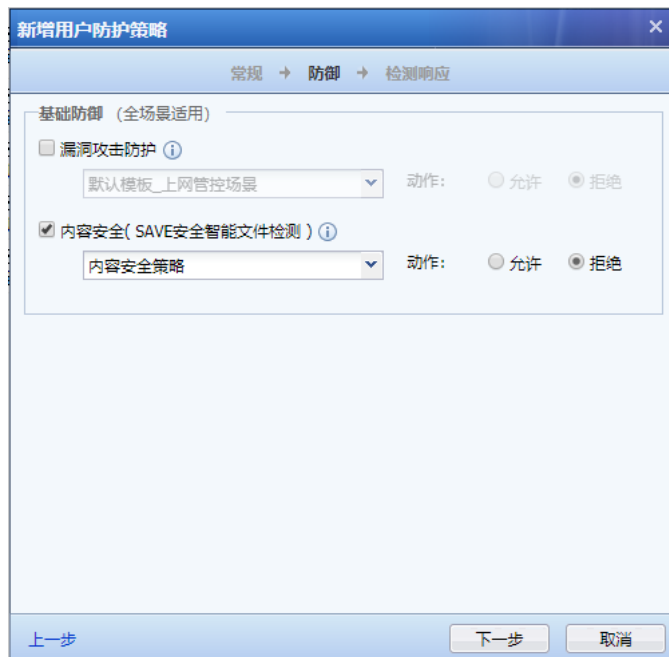 新增用户防护策略
常规 → 防御 → 检测响应
基础防御 (全场景适用)
漏洞攻击防护
默认模板_上网管控场景 动作: 允许 拒绝
内容安全( SAVE安全智能文件检测 )
内容安全策略 动作: 允许 拒绝
上一步 下一步 取消